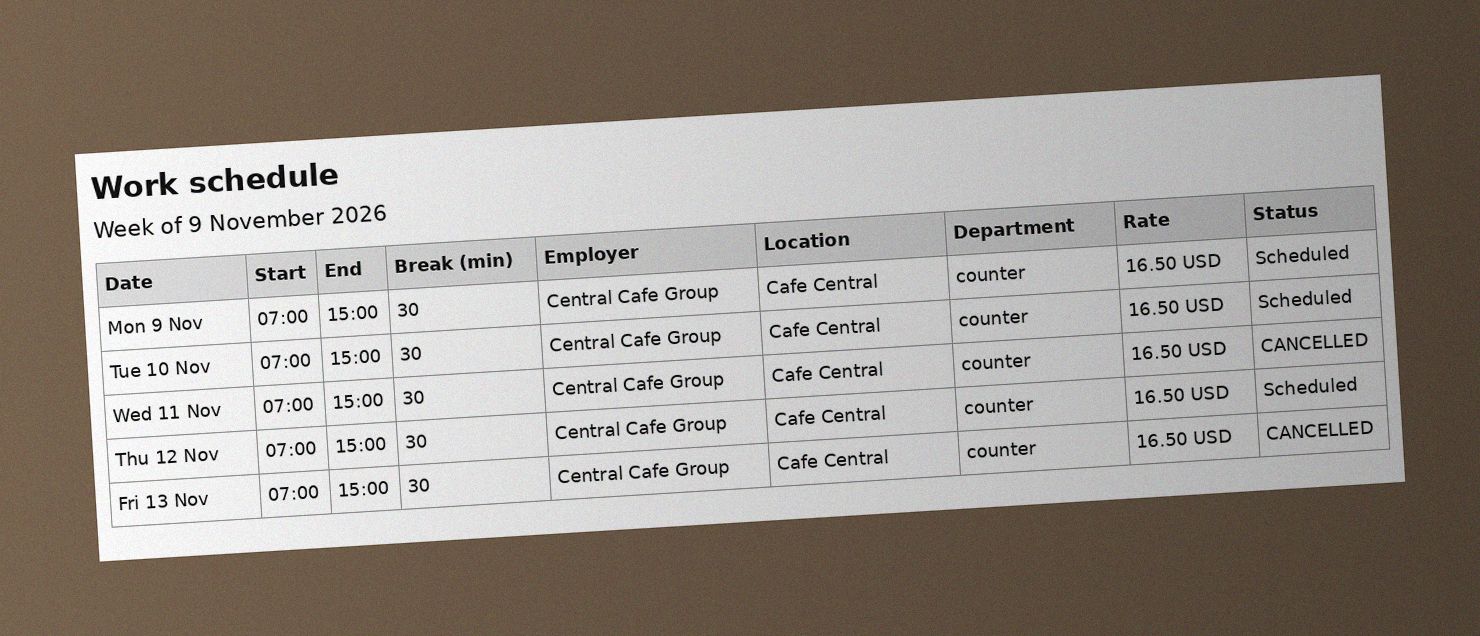 Work schedule
Week of 9 November 2026
Date Start End Break (min) Employer Location Department Rate Status
Mon 9 Nov 07:00 15:00 30 Central Cafe Group Cafe Central counter 16.50 USD Scheduled
Tue 10 Nov 07:00 15:00 30 Central Cafe Group Cafe Central counter 16.50 USD Scheduled
Wed 11 Nov 07:00 15:00 30 Central Cafe Group Cafe Central counter 16.50 USD CANCELLED
Thu 12 Nov 07:00 15:00 30 Central Cafe Group Cafe Central counter 16.50 USD Scheduled
Fri 13 Nov 07:00 15:00 30 Central Cafe Group Cafe Central counter 16.50 USD CANCELLED